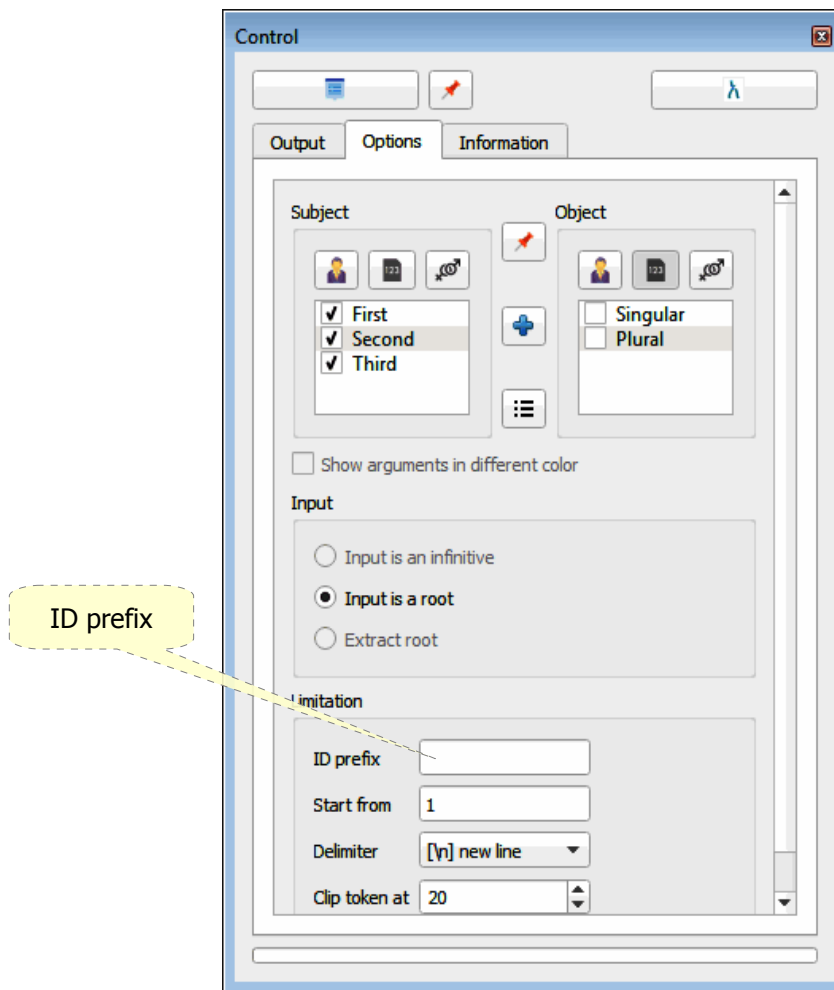 Control
λ
Output Options Information
Subject Object
123 123
First Singular
Second Plural
Third
Show arguments in different color
Input
Input is an infinitive
Input is a root
Extract root
ID prefix
Limitation
ID prefix
Start from 1
Delimiter [\n] new line
Clip token at 20